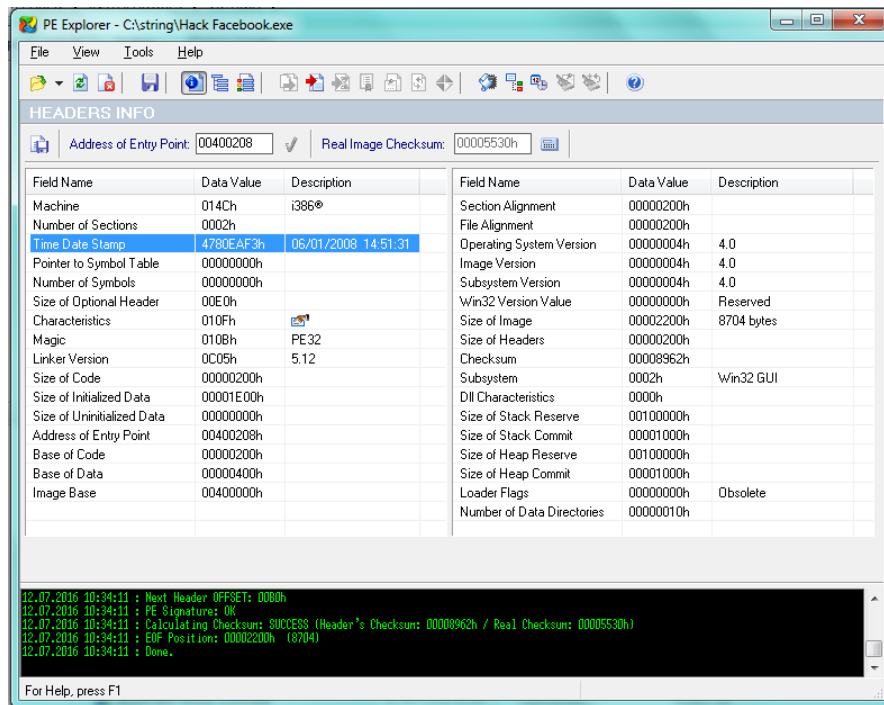 PE Explorer - C:\string\Hack Facebook.exe
File View Tools Help
HEADERS INFO
Address of Entry Point: 00400208 Real Image Checksum: 00005530h
Field Name Data Value Description
Machine 014Ch i386®
Number of Sections 0002h
Time Date Stamp 4780EAF3h 06/01/2008 14:51:31
Pointer to Symbol Table 00000000h
Number of Symbols 00000000h
Size of Optional Header 00E0h
Characteristics 010Fh
Magic 010Bh PE32
Linker Version 0C05h 5.12
Size of Code 00000200h
Size of Initialized Data 00001E00h
Size of Uninitialized Data 00000000h
Address of Entry Point 00400208h
Base of Code 00000200h
Base of Data 00000400h
Image Base 00400000h
Field Name Data Value Description
Section Alignment 00000200h
File Alignment 00000200h
Operating System Version 00000004h 4.0
Image Version 00000004h 4.0
Subsystem Version 00000004h 4.0
Win32 Version Value 00000000h Reserved
Size of Image 00002200h 8704 bytes
Size of Headers 00000200h
Checksum 00008962h
Subsystem 0002h Win32 GUI
Dll Characteristics 0000h
Size of Stack Reserve 00100000h
Size of Stack Commit 00001000h
Size of Heap Reserve 00100000h
Size of Heap Commit 00001000h
Loader Flags 00000000h Obsolete
Number of Data Directories 00000010h
12.07.2016 10:34:11 : Next Header OFFSET: 00B0h
12.07.2016 10:34:11 : PE Signature: OK
12.07.2016 10:34:11 : Calculating Checksum: SUCCESS (Header's Checksum: 00008962h / Real Checksum: 00005530h)
12.07.2016 10:34:11 : EOF Position: 00002200h (8704)
12.07.2016 10:34:11 : Done.
For Help, press F1